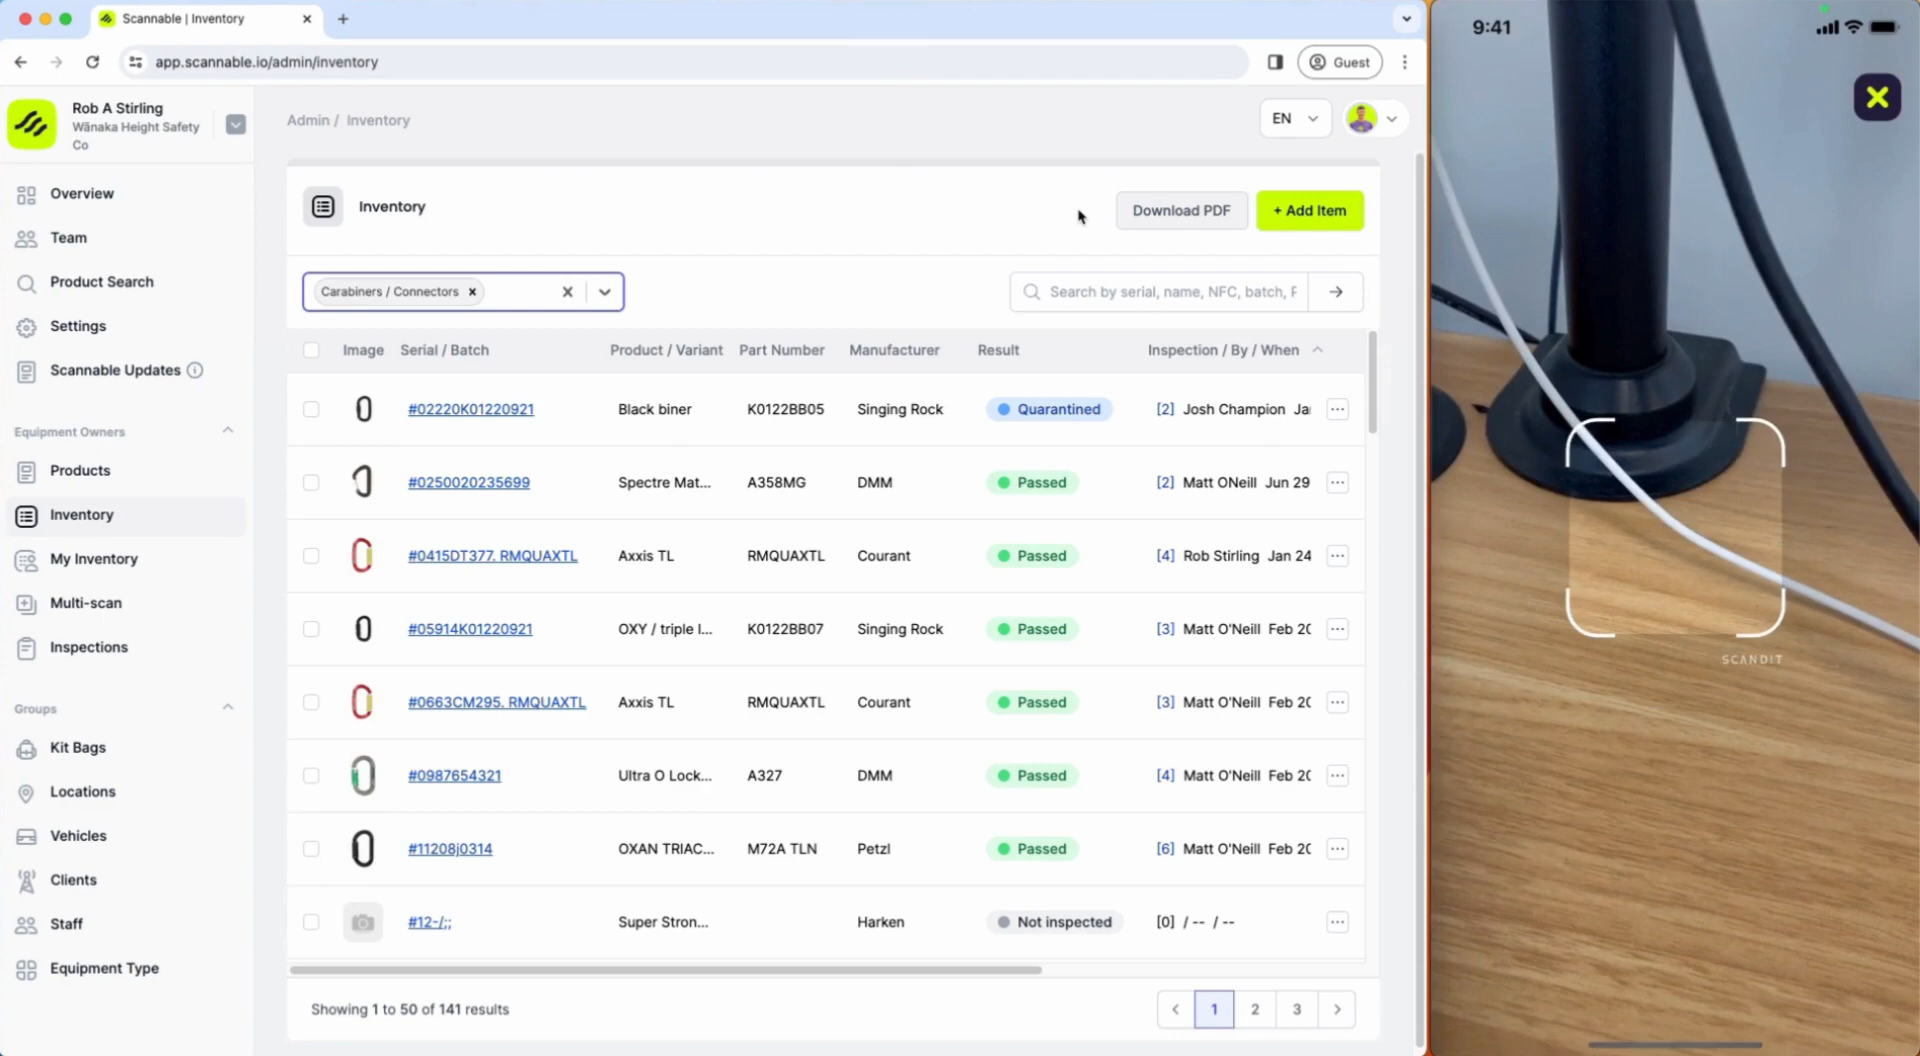 Scannable | Inventory
app.scannable.io/admin/inventory
Guest
9:41
Rob A Stirling
Wānaka Height Safety
Co
Admin / Inventory
EN
Overview
Team
Product Search
Settings
Scannable Updates
Equipment Owners
Products
Inventory
My Inventory
Multi-scan
Inspections
Groups
Kit Bags
Locations
Vehicles
Clients
Staff
Equipment Type
Inventory
Download PDF
+ Add Item
Carabiners / Connectors
Search by serial, name, NFC, batch, F
Image Serial / Batch Product / Variant Part Number Manufacturer Result Inspection / By / When
#02220K01220921 Black biner K0122BB05 Singing Rock Quarantined [2] Josh Champion Ja
#0250020235699 Spectre Mat... A358MG DMM Passed [2] Matt ONeill Jun 29
#0415DT377. RMQUAXTL Axxis TL RMQUAXTL Courant Passed [4] Rob Stirling Jan 24
#05914K01220921 OXY / triple l... K0122BB07 Singing Rock Passed [3] Matt O'Neill Feb 20
#0663CM295. RMQUAXTL Axxis TL RMQUAXTL Courant Passed [3] Matt O'Neill Feb 20
#0987654321 Ultra O Lock... A327 DMM Passed [4] Matt O'Neill Feb 20
#11208j0314 OXAN TRIAC... M72A TLN Petzl Passed [6] Matt O'Neill Feb 20
#12-/;; Super Stron... Harken Not inspected [0] / -- / --
Showing 1 to 50 of 141 results
1 2 3
SCANDIT